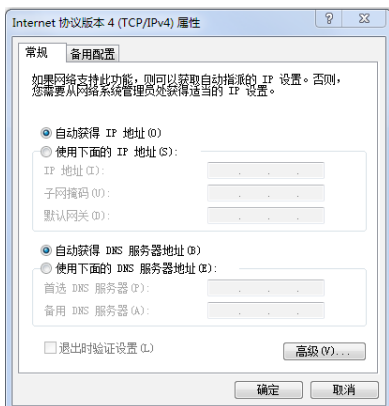 Internet 协议版本 4 (TCP/IPv4) 属性
常规 备用配置
如果网络支持此功能，则可以获取自动指派的 IP 设置。否则，
您需要从网络系统管理员处获得适当的 IP 设置。
自动获得 IP 地址(O)
使用下面的 IP 地址(S):
IP 地址(I):
子网掩码(U):
默认网关(D):
自动获得 DNS 服务器地址(B)
使用下面的 DNS 服务器地址(E):
首选 DNS 服务器(P):
备用 DNS 服务器(A):
退出时验证设置(L)
高级(V)...
确定 取消